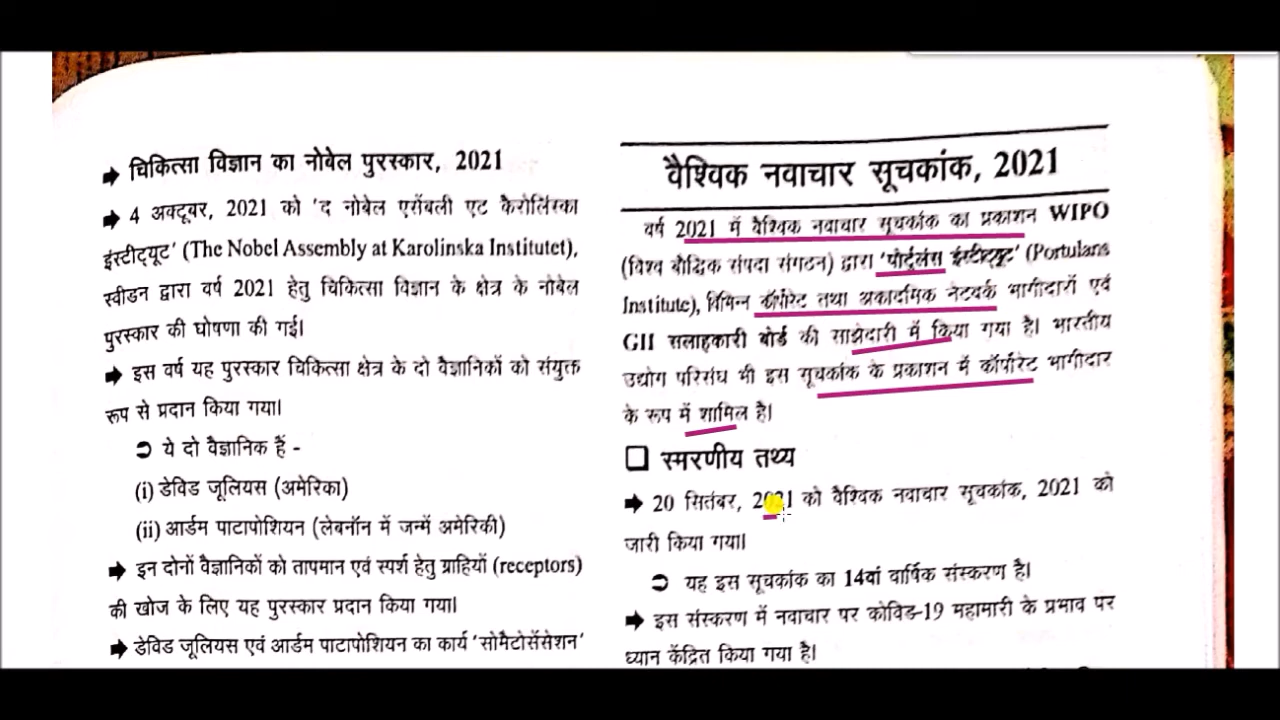 चिकित्सा विज्ञान का नोबेल पुरस्कार, 2021
4 अक्टूबर, 2021 को 'द नोबेल एसेंबली एट कैरोलिंस्का
इंस्टीट्यूट' (The Nobel Assembly at Karolinska Institutet),
स्वीडन द्वारा वर्ष 2021 हेतु चिकित्सा विज्ञान के क्षेत्र के नोबेल
पुरस्कार की घोषणा की गई।
इस वर्ष यह पुरस्कार चिकित्सा क्षेत्र के दो वैज्ञानिकों को संयुक्त
रूप से प्रदान किया गया।
ये दो वैज्ञानिक हैं -
(i) डेविड जूलियस (अमेरिका)
(ii) आर्डम पाटापोशियन (लेबनॉन में जन्में अमेरिकी)
इन दोनों वैज्ञानिकों को तापमान एवं स्पर्श हेतु ग्राहियों (receptors)
की खोज के लिए यह पुरस्कार प्रदान किया गया।
डेविड जूलियस एवं आर्डम पाटापोशियन का कार्य 'सोमैटोसेंसेशन'
वैश्विक नवाचार सूचकांक, 2021
वर्ष 2021 में वैश्विक नवाचार सूचकांक का प्रकाशन WIPO
(विश्व बौद्धिक संपदा संगठन) द्वारा 'पोर्टुलंस इंस्टीट्यूट' (Portulans
Institute), विभिन्न कॉर्पोरेट तथा अकादमिक नेटवर्क भागीदारों एवं
GII सलाहकारी बोर्ड की साझेदारी में किया गया है। भारतीय
उद्योग परिसंघ भी इस सूचकांक के प्रकाशन में कॉर्पोरेट भागीदार
के रूप में शामिल है।
स्मरणीय तथ्य
20 सितंबर, 2021 को वैश्विक नवाचार सूचकांक, 2021 को
जारी किया गया।
यह इस सूचकांक का 14वां वार्षिक संस्करण है।
इस संस्करण में नवाचार पर कोविड-19 महामारी के प्रभाव पर
ध्यान केंद्रित किया गया है।